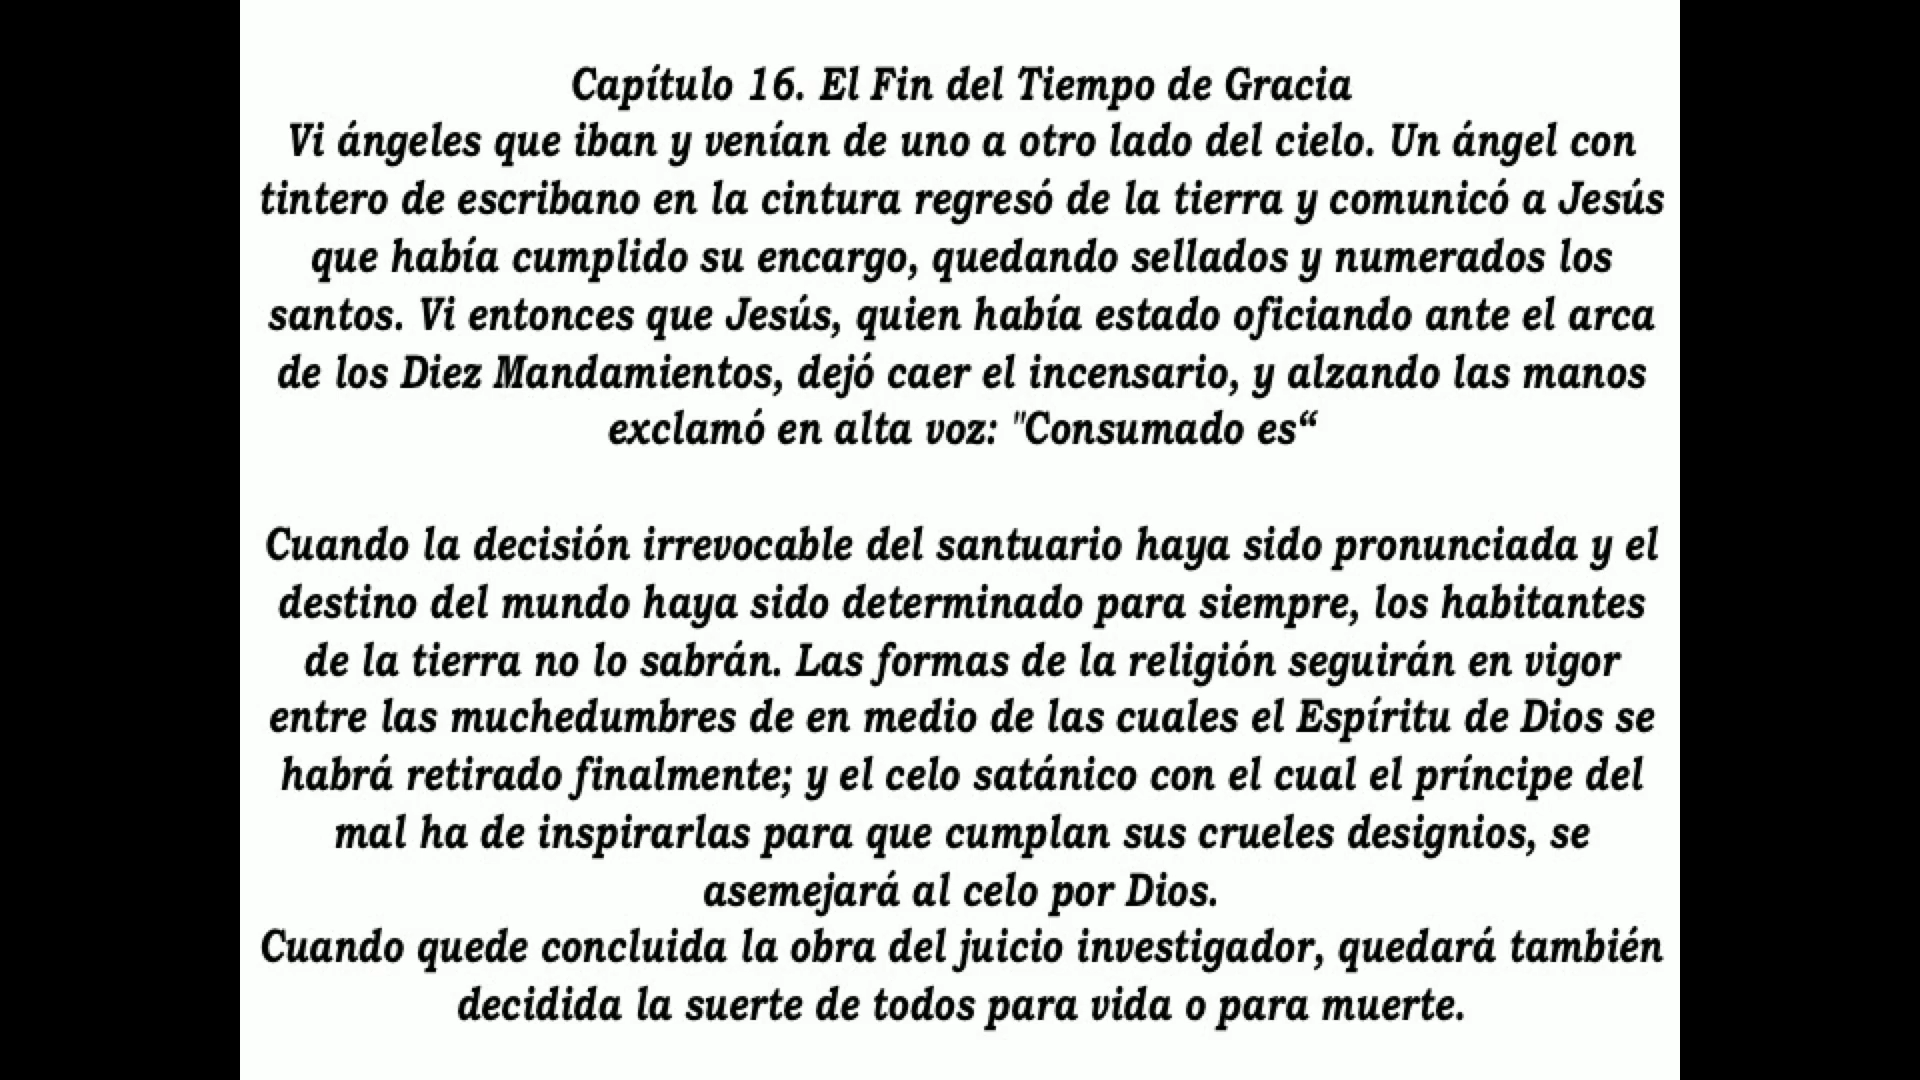 Capítulo 16. El Fin del Tiempo de Gracia
Vi ángeles que iban y venían de uno a otro lado del cielo. Un ángel con
tintero de escribano en la cintura regresó de la tierra y comunicó a Jesús
que había cumplido su encargo, quedando sellados y numerados los
santos. Vi entonces que Jesús, quien había estado oficiando ante el arca
de los Diez Mandamientos, dejó caer el incensario, y alzando las manos
exclamó en alta voz: "Consumado es“
Cuando la decisión irrevocable del santuario haya sido pronunciada y el
destino del mundo haya sido determinado para siempre, los habitantes
de la tierra no lo sabrán. Las formas de la religión seguirán en vigor
entre las muchedumbres de en medio de las cuales el Espíritu de Dios se
habrá retirado finalmente; y el celo satánico con el cual el príncipe del
mal ha de inspirarlas para que cumplan sus crueles designios, se
asemejará al celo por Dios.
Cuando quede concluida la obra del juicio investigador, quedará también
decidida la suerte de todos para vida o para muerte.